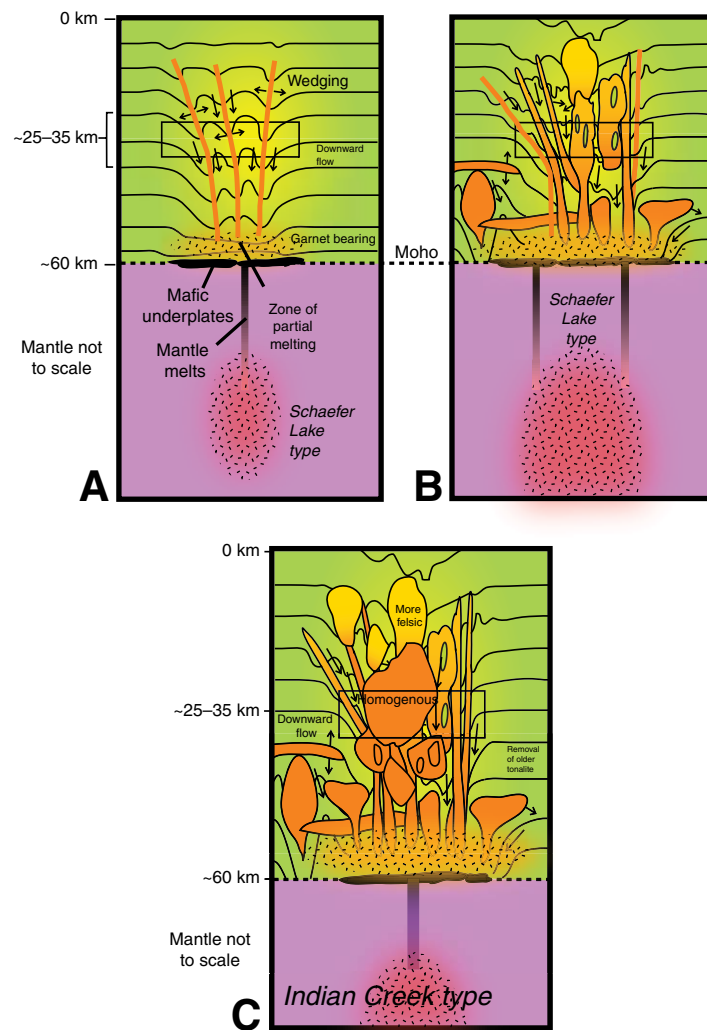 0 km
Wedging
~25–35 km
Downward
flow
Garnet bearing
~60 km
Moho
Mafic
underplates
Zone of
partial
melting
Mantle
melts
Mantle not
to scale
Schaefer
Lake
type
A
Schaefer
Lake
type
B
0 km
More
felsic
~25–35 km
Homogenous
Downward
flow
Removal
of older
tonalite
~60 km
Mantle not
to scale
Indian Creek type
C